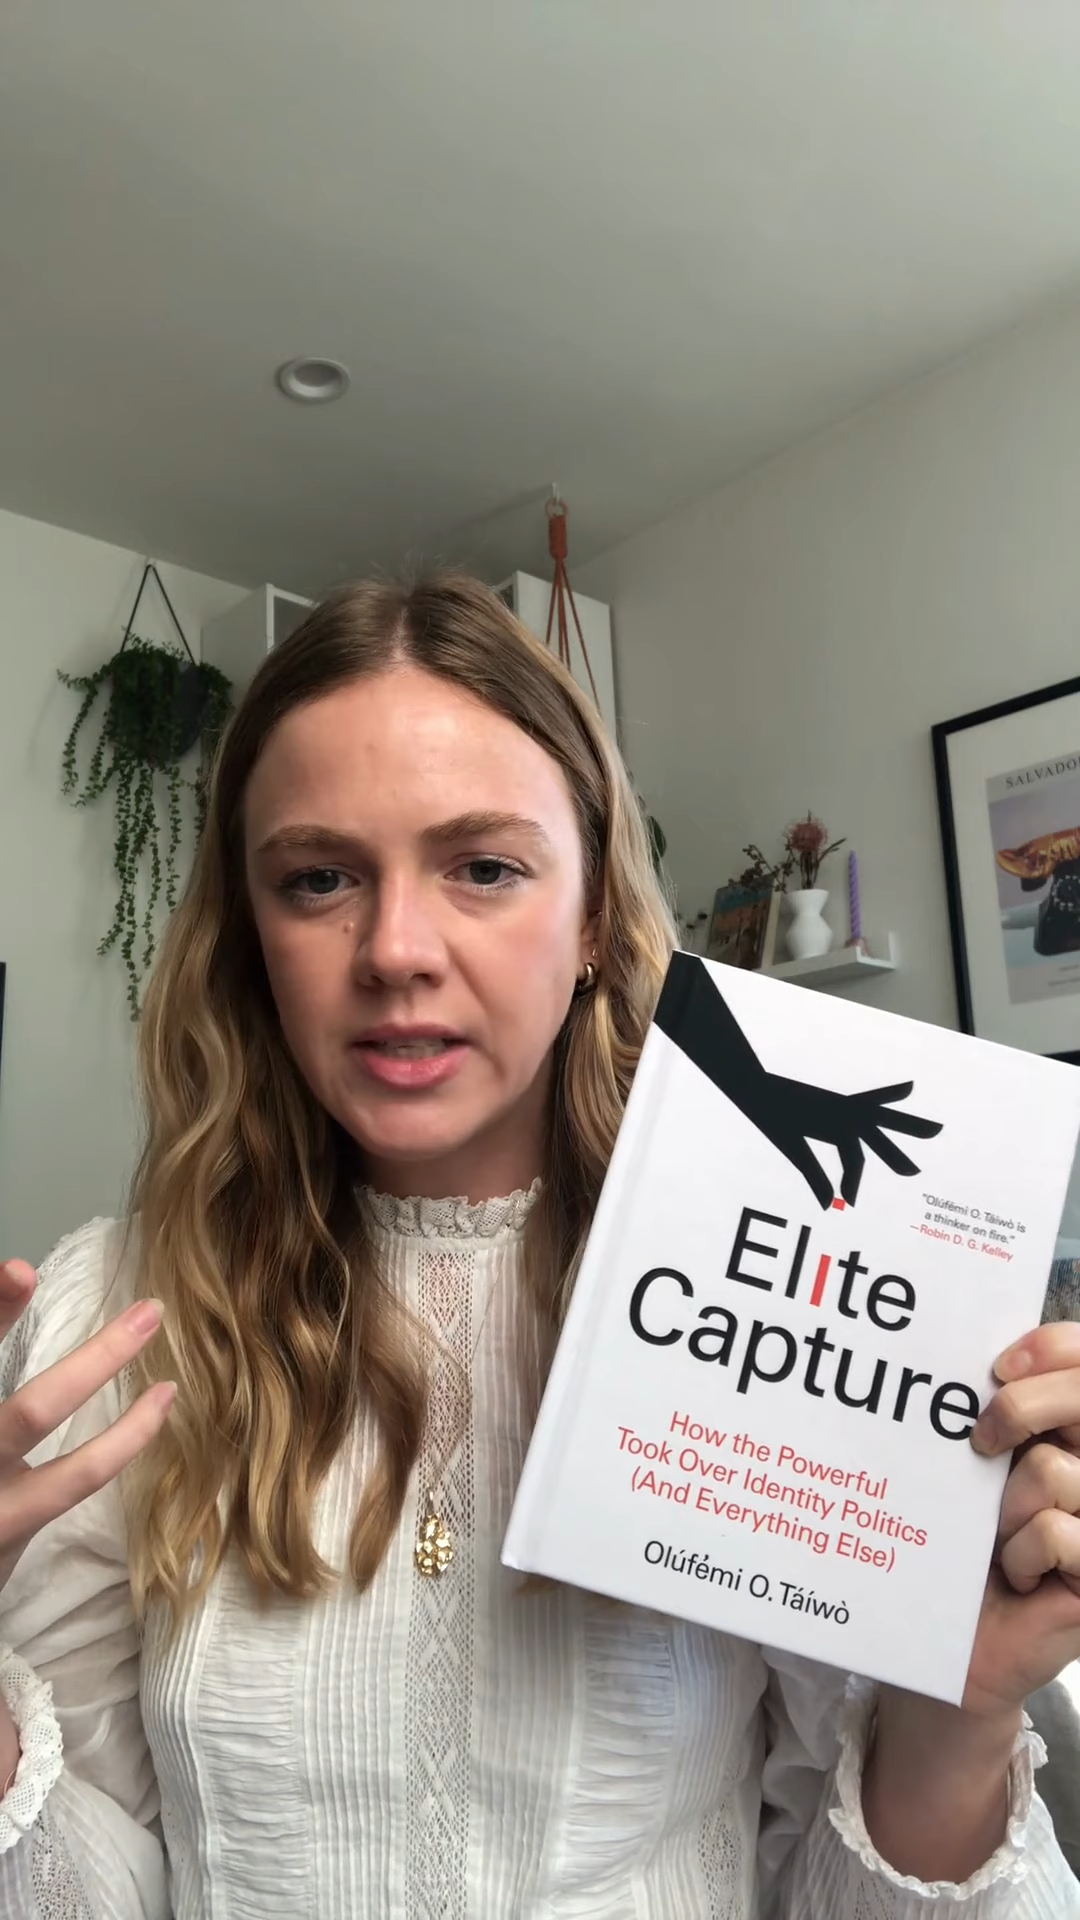 SALVADO
"Olúfẹ́mi O. Táíwò is
a thinker on fire."
—Robin D. G. Kelley
Elite
Capture
How the Powerful
Took Over Identity Politics
(And Everything Else)
Olúfẹ́mi O. Táíwò